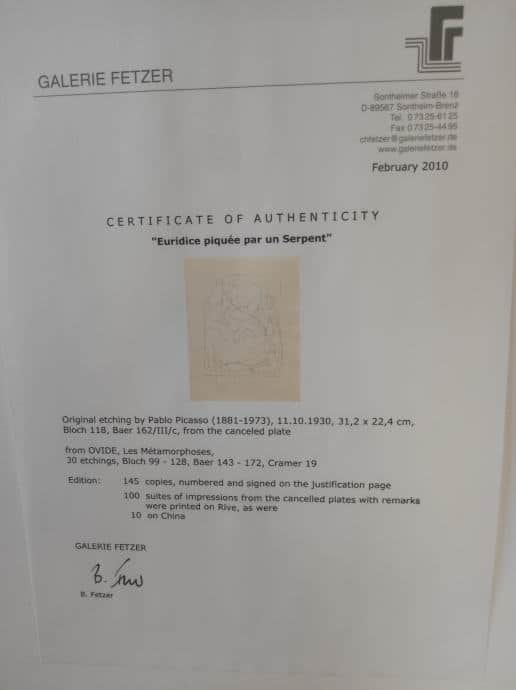 GALERIE FETZER
Sontheimer Straße 18
D-89567 Sontheim-Brenz
Tel. 0 73 25-61 25
Fax 0 73 25-44 95
chfetzer@galeriefetzer.de
www.galeriefetzer.de
February 2010
CERTIFICATE OF AUTHENTICITY
"Euridice piquée par un Serpent"
Original etching by Pablo Picasso (1881-1973), 11.10.1930, 31,2 x 22,4 cm,
Bloch 118, Baer 162/III/c, from the canceled plate
from OVIDE, Les Métamorphoses,
30 etchings, Bloch 99 - 128, Baer 143 - 172, Cramer 19
Edition: 145 copies, numbered and signed on the justification page
100 suites of impressions from the cancelled plates with remarks
were printed on Rive, as were
10 on China
GALERIE FETZER
B. Fetzer